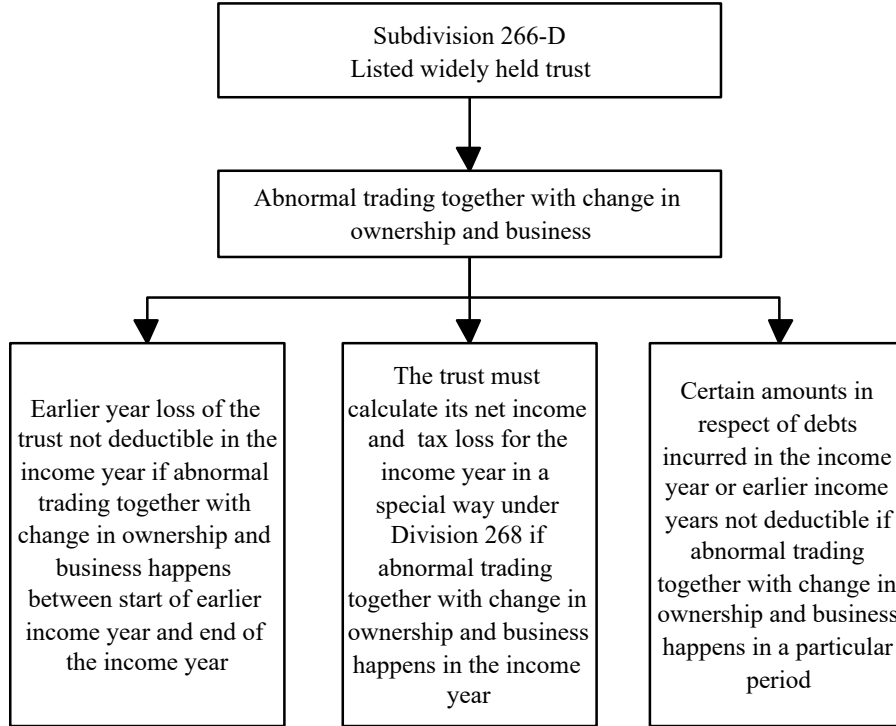 Subdivision 266-D
Listed widely held trust
Abnormal trading together with change in
ownership and business
Earlier year loss of the
trust not deductible in the
income year if abnormal
trading together with
change in ownership and
business happens
between start of earlier
income year and end of
the income year
The trust must
calculate its net income
and tax loss for the
income year in a
special way under
Division 268 if
abnormal trading
together with change in
ownership and business
happens in the income
year
Certain amounts in
respect of debts
incurred in the income
year or earlier income
years not deductible if
abnormal trading
together with change in
ownership and business
happens in a particular
period